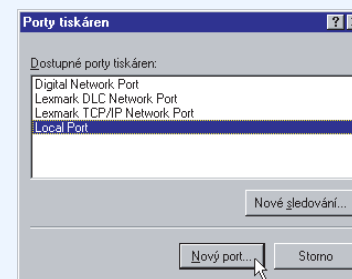 Porty tiskáren
Dostupné porty tiskáren:
Digital Network Port
Lexmark DLC Network Port
Lexmark TCP/IP Network Port
Local Port
Nové sledování...
Nový port...
Storno